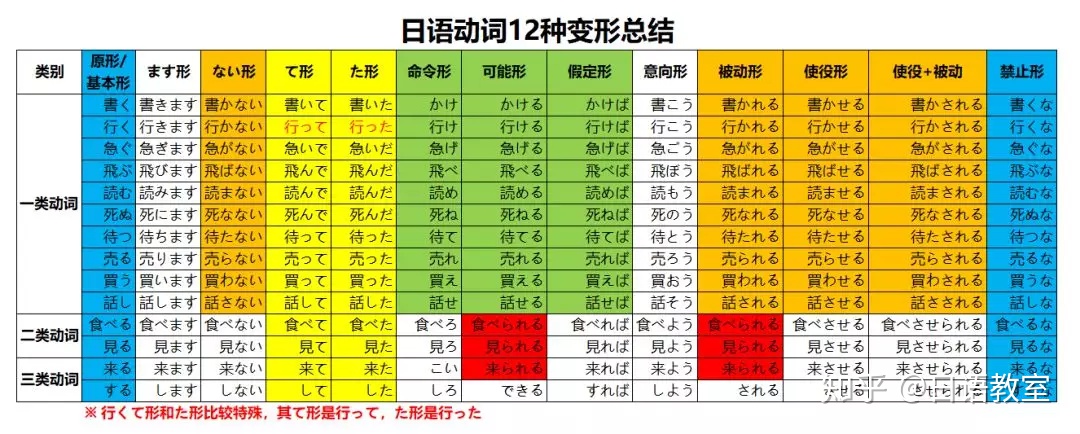 日语动词12种变形总结
类别 原形/基本形 ます形 ない形 て形 た形 命令形 可能形 假定形 意向形 被动形 使役形 使役+被动 禁止形
一类动词
書く 書きます 書かない 書いて 書いた かけ かける かけば 書こう 書かれる 書かせる 書かされる 書くな
行く 行きます 行かない 行って 行った 行け 行ける 行けば 行こう 行かれる 行かせる 行かされる 行くな
急ぐ 急ぎます 急がない 急いで 急いだ 急げ 急げる 急げば 急ごう 急がれる 急がせる 急がされる 急ぐな
飛ぶ 飛びます 飛ばない 飛んで 飛んだ 飛べ 飛べる 飛べば 飛ぼう 飛ばれる 飛ばせる 飛ばされる 飛ぶな
読む 読みます 読まない 読んで 読んだ 読め 読める 読めば 読もう 読まれる 読ませる 読まされる 読むな
死ぬ 死にます 死なない 死んで 死んだ 死ね 死ねる 死ねば 死のう 死なれる 死なせる 死なされる 死ぬな
待つ 待ちます 待たない 待って 待った 待て 待てる 待てば 待とう 待たれる 待たせる 待たされる 待つな
売る 売ります 売らない 売って 売った 売れ 売れる 売れば 売ろう 売られる 売らせる 売らされる 売るな
買う 買います 買わない 買って 買った 買え 買える 買えば 買おう 買われる 買わせる 買わされる 買うな
話し 話します 話さない 話して 話した 話せ 話せる 話せば 話そう 話される 話させる 話さされる 話しな
二类动词
食べる 食べます 食べない 食べて 食べた 食べろ 食べられる 食べれば 食べよう 食べられる 食べさせる 食べさせられる 食べるな
見る 見ます 見ない 見て 見た 見ろ 見られる 見れば 見よう 見られる 見させる 見させられる 見るな
三类动词
来る 来ます 来ない 来て 来た こい 来られる 来れば 来よう 来られる 来させる 来させられる 来るな
する します しない して した しろ できる すれば しよう される
※ 行くて形和た形比较特殊，其て形是行って，た形是行った
知乎 @日语教室